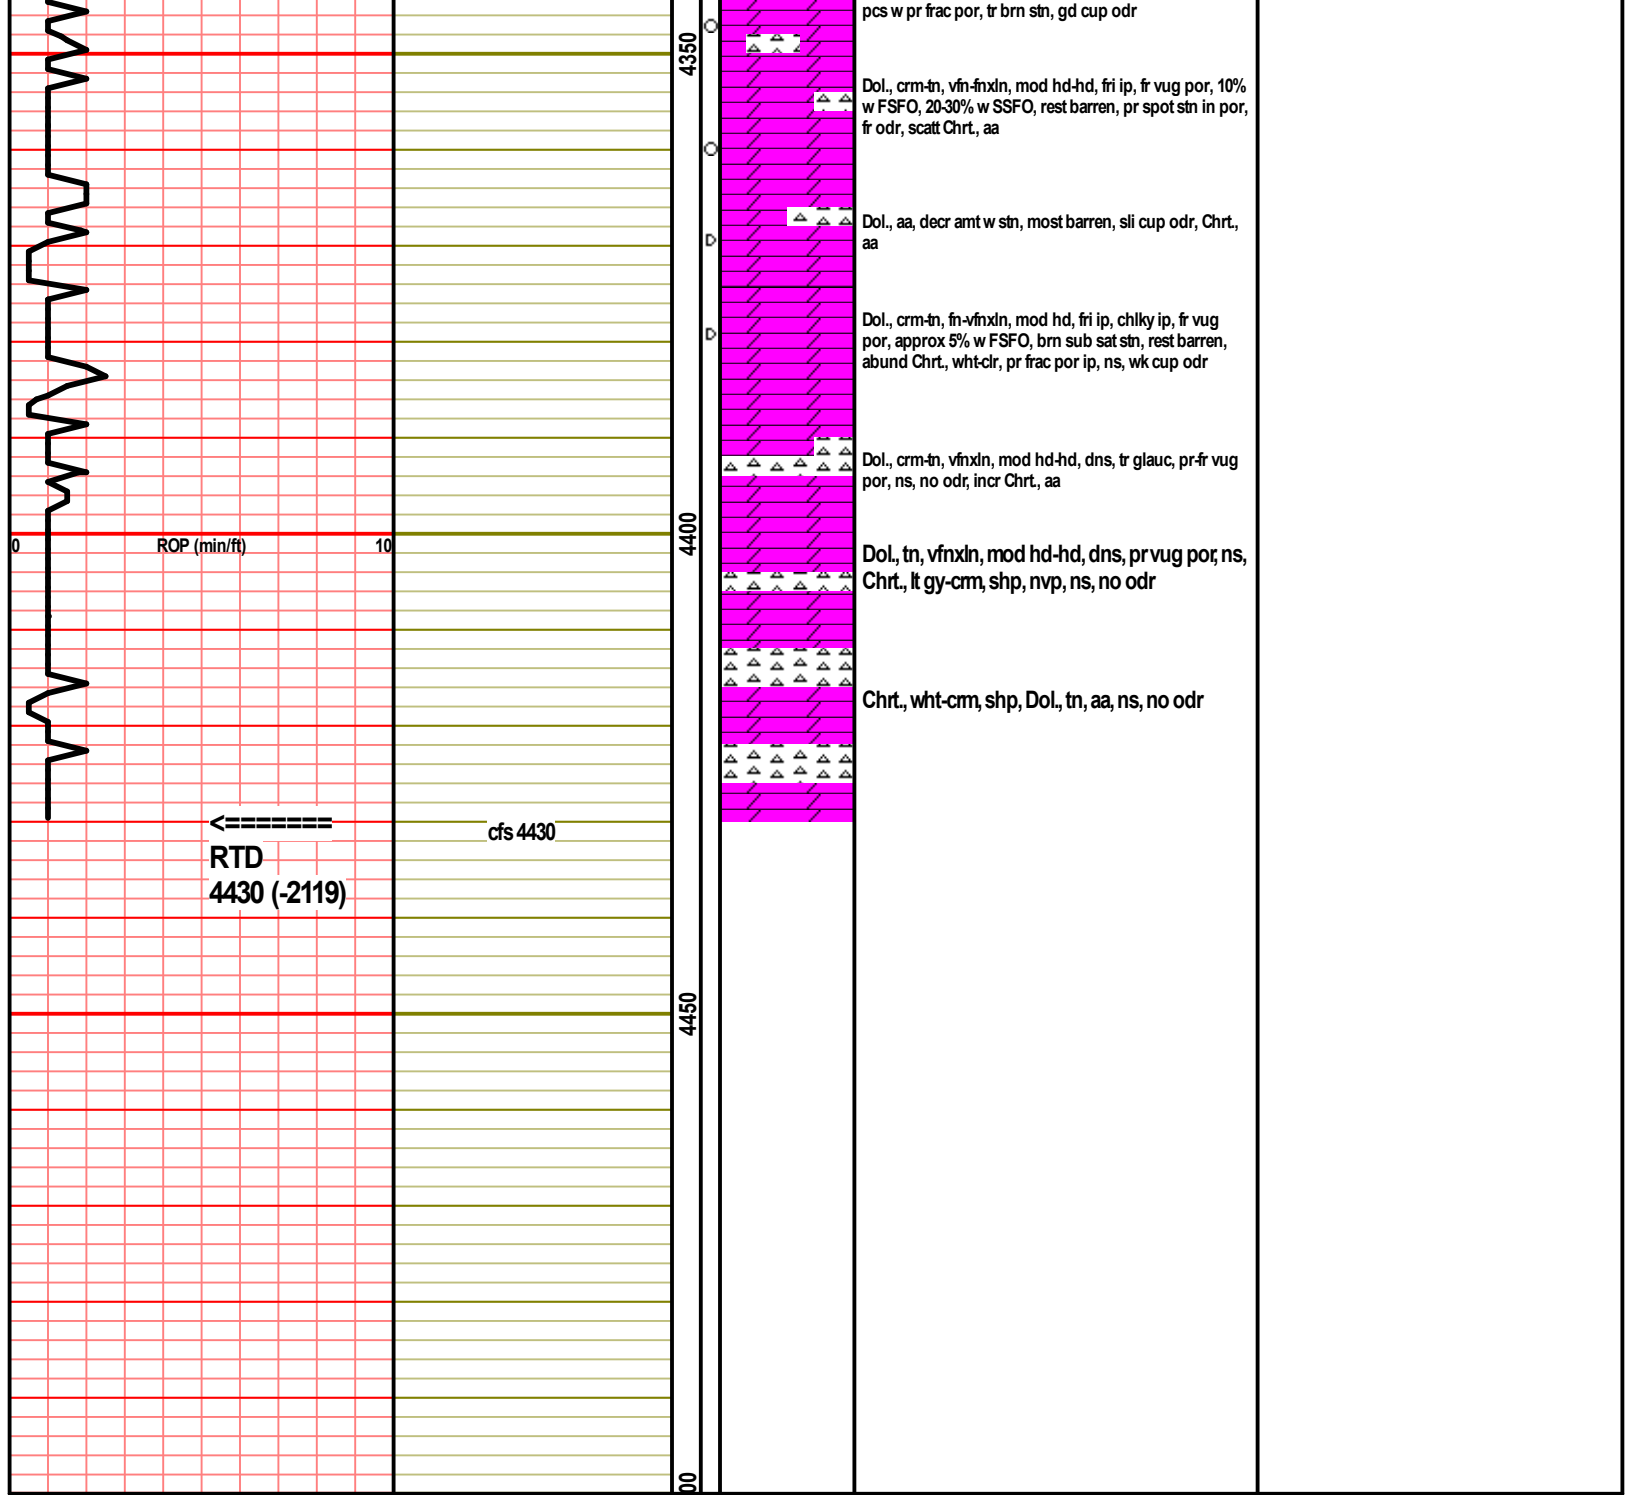 pcs w pr frac por, tr brn stn, gd cup odr
4350
Dol., crm-tn, vfn-fnxln, mod hd-hd, fri ip, fr vug por, 10%
w FSFO, 20-30% w SSFO, rest barren, pr spot stn in por,
fr odr, scatt Chrt., aa
Dol., aa, decr amt w stn, most barren, sli cup odr, Chrt.,
aa
Dol., crm-tn, fn-vfnxln, mod hd, fri ip, chlky ip, fr vug
por, approx 5% w FSFO, brn sub sat stn, rest barren,
abund Chrt., wht-clr, pr frac por ip, ns, wk cup odr
Dol., crm-tn, vfnxln, mod hd-hd, dns, tr glauc, pr-fr vug
por, ns, no odr, incr Chrt., aa
4400
0 ROP (min/ft) 10
Dol., tn, vfnxln, mod hd-hd, dns, pr vug por, ns,
Chrt., lt gy-crm, shp, nvp, ns, no odr
Chrt., wht-crm, shp, Dol., tn, aa, ns, no odr
<=======
RTD
4430 (-2119)
cfs 4430
4450
00